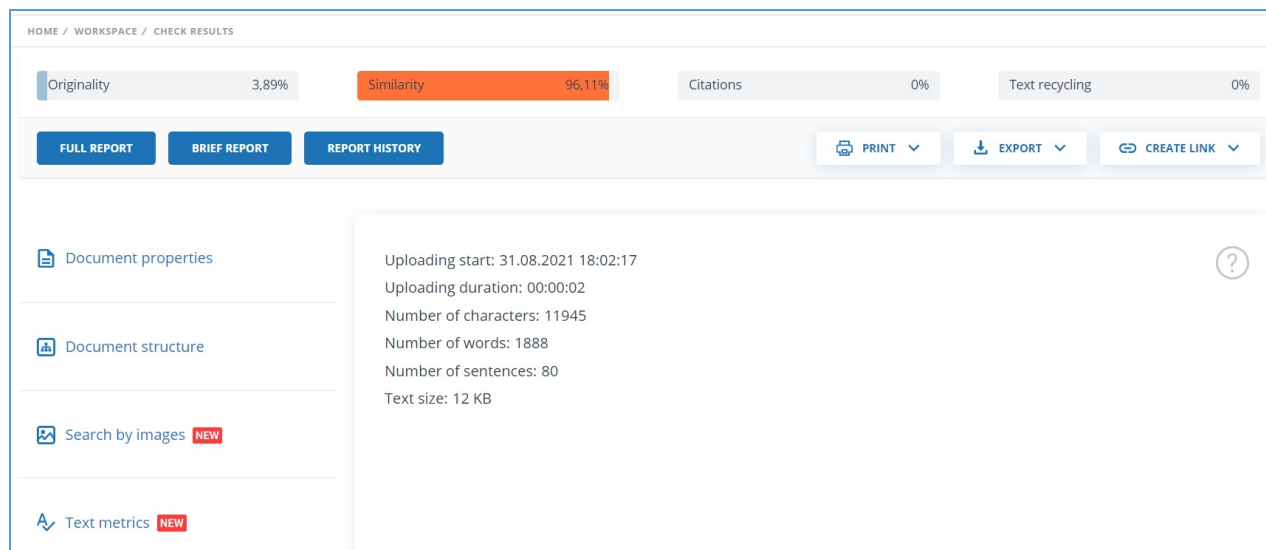 HOME / WORKSPACE / CHECK RESULTS
Originality 3,89% Similarity 96,11% Citations 0% Text recycling 0%
FULL REPORT BRIEF REPORT REPORT HISTORY PRINT EXPORT CREATE LINK
Document properties
Document structure
Search by images NEW
Text metrics NEW
Uploading start: 31.08.2021 18:02:17
Uploading duration: 00:00:02
Number of characters: 11945
Number of words: 1888
Number of sentences: 80
Text size: 12 KB
?